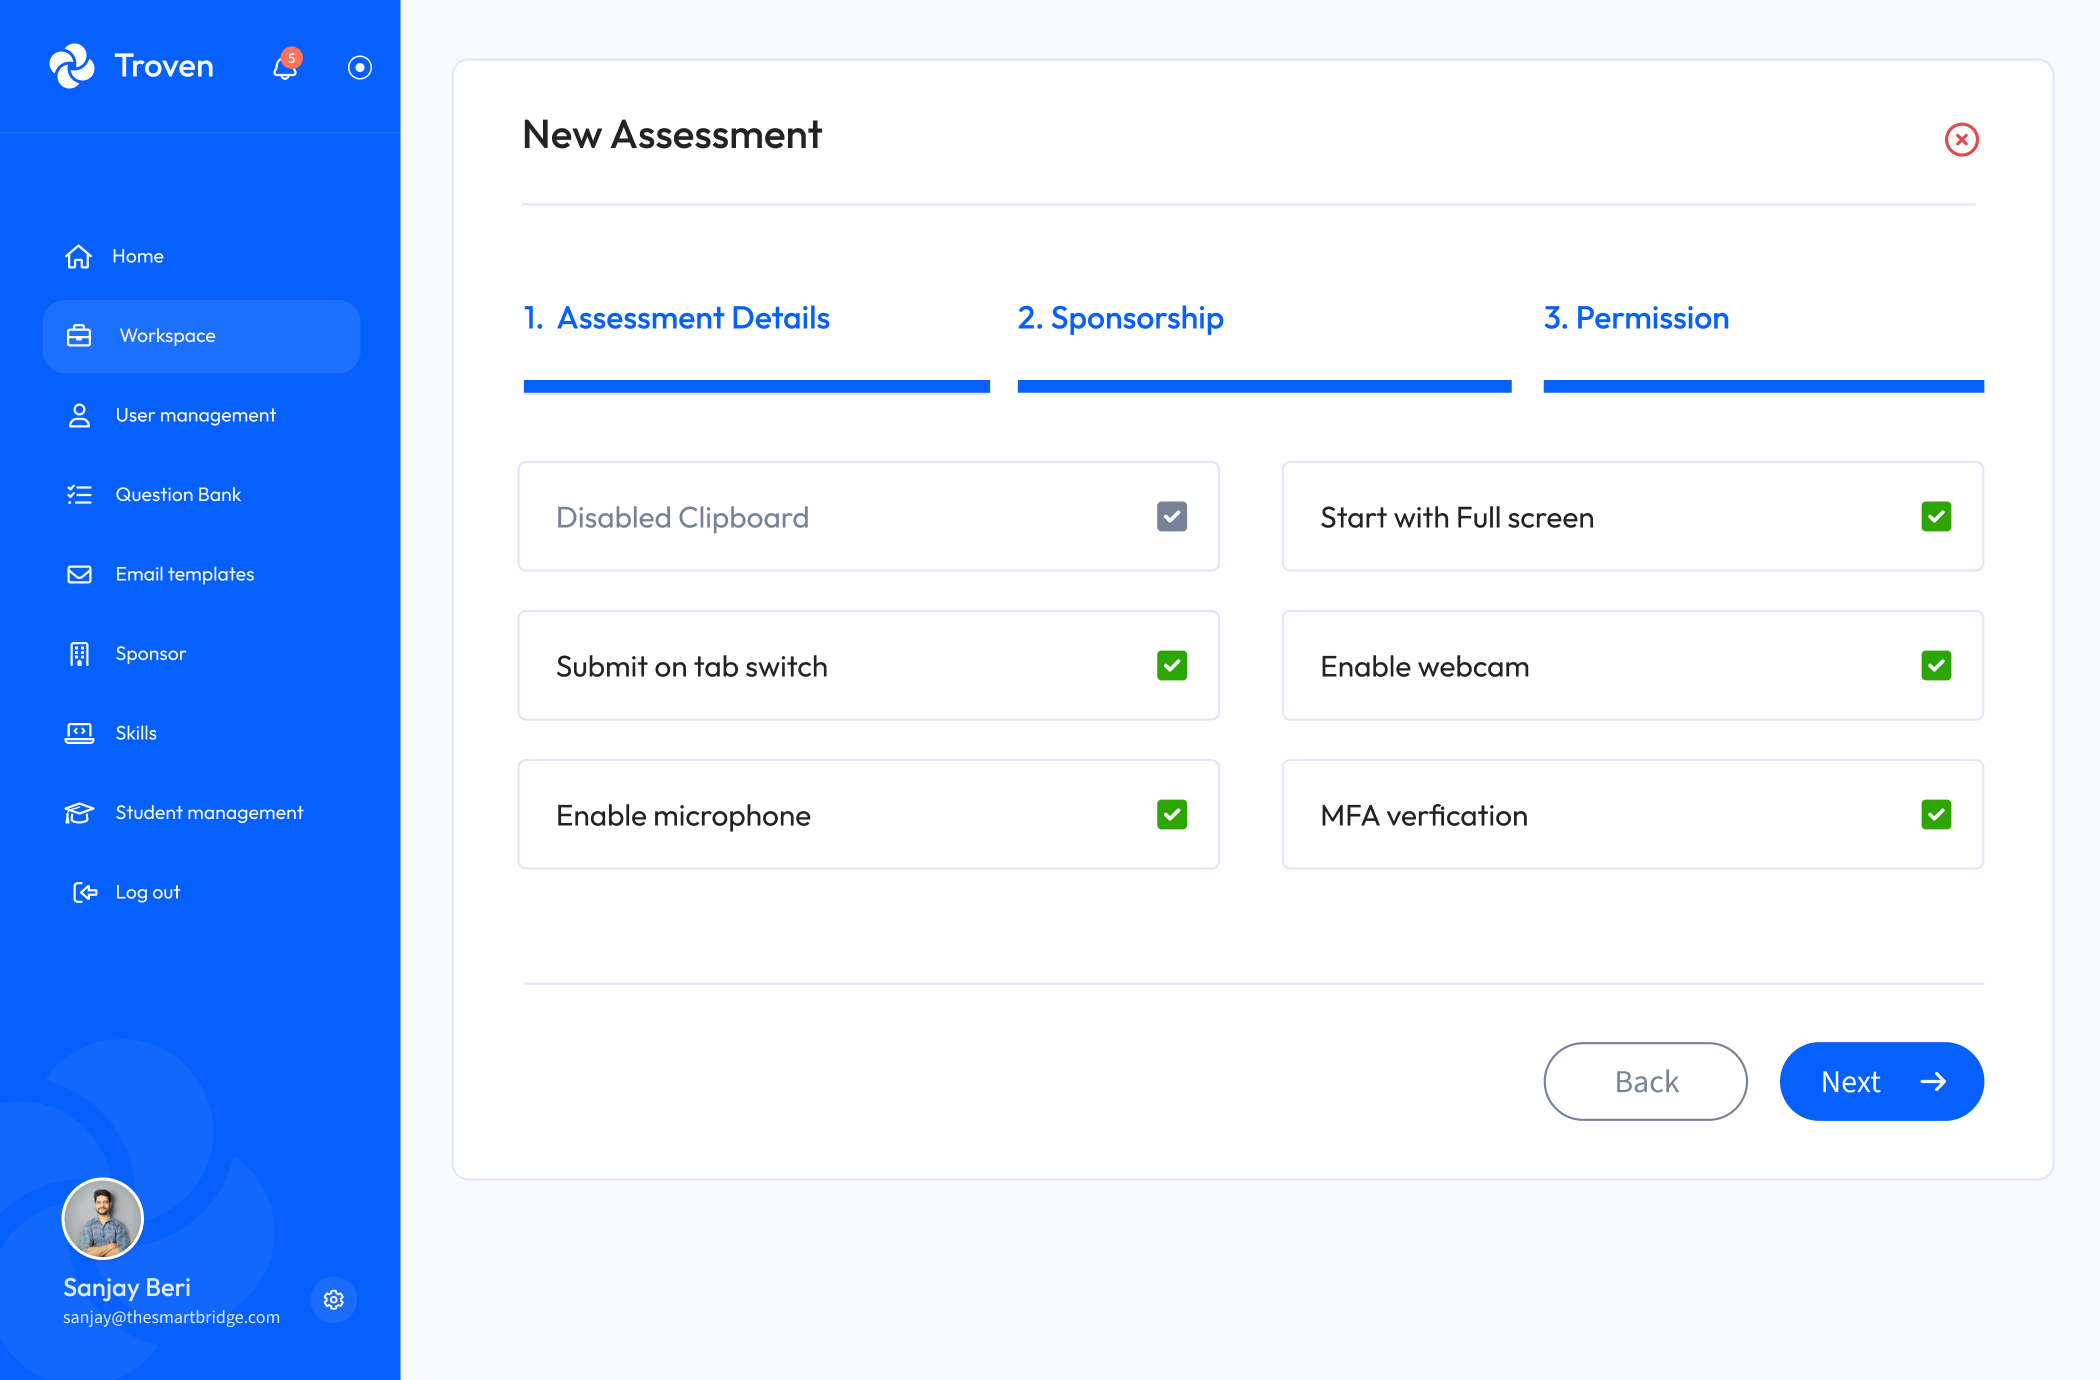 Troven
5
Home
Workspace
User management
Question Bank
Email templates
Sponsor
Skills
Student management
Log out
Sanjay Beri
sanjay@thesmartbridge.com
New Assessment
1. Assessment Details
2. Sponsorship
3. Permission
Disabled Clipboard
Start with Full screen
Submit on tab switch
Enable webcam
Enable microphone
MFA verfication
Back
Next